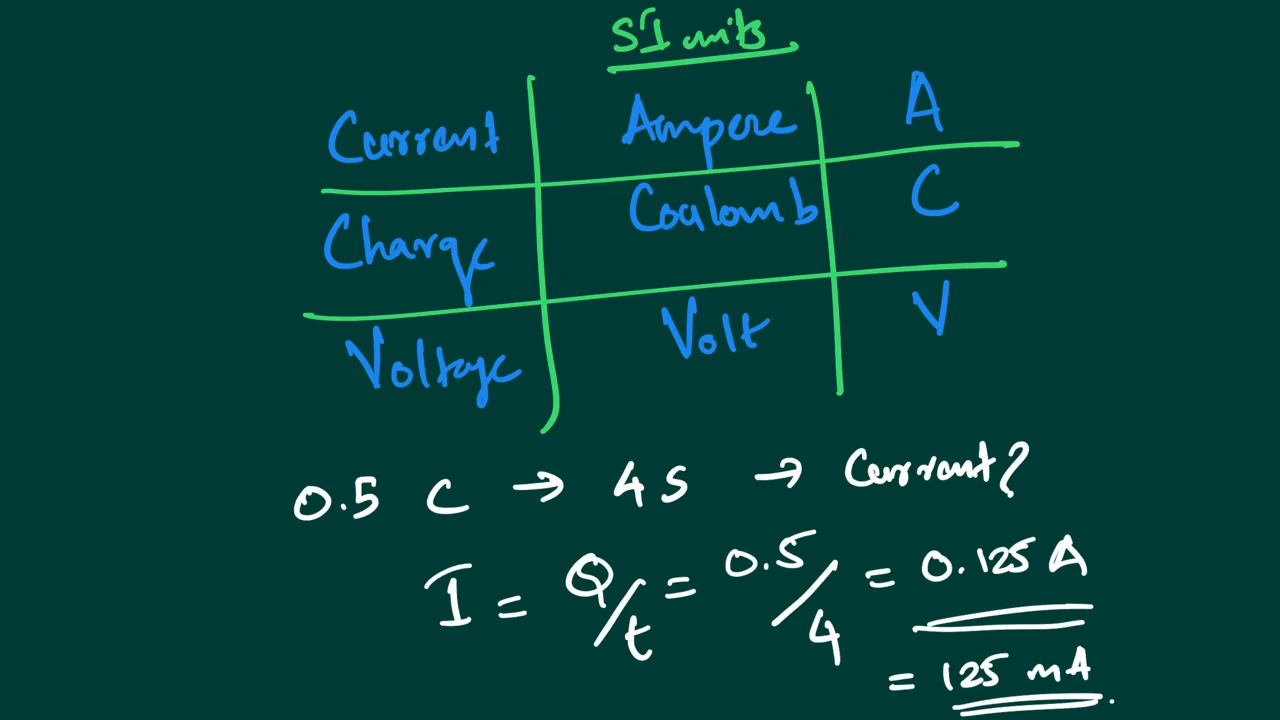 SI units
Current Ampere A
Charge Coulomb C
Voltage Volt V
0.5 C → 4 S → Current?
I = Q/t = 0.5/4 = 0.125 A
= 125 mA.